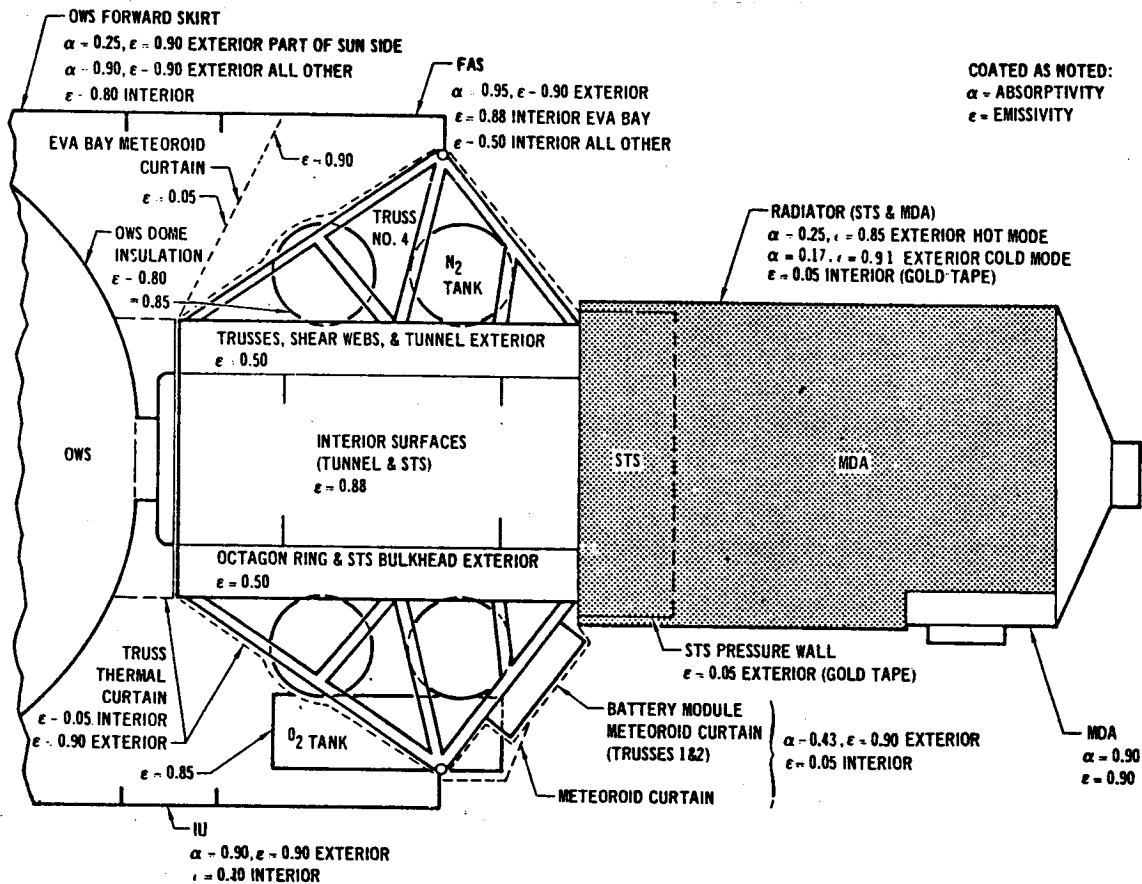 OWS FORWARD SKIRT
α = 0.25, ε = 0.90 EXTERIOR PART OF SUN SIDE
α - 0.90, ε - 0.90 EXTERIOR ALL OTHER
ε - 0.80 INTERIOR
FAS
α = 0.95, ε - 0.90 EXTERIOR
ε = 0.88 INTERIOR EVA BAY
ε - 0.50 INTERIOR ALL OTHER
COATED AS NOTED:
α = ABSORPTIVITY
ε = EMISSIVITY
EVA BAY METEOROID
CURTAIN
ε = 0.05
ε = 0.90
OWS DOME
INSULATION
ε - 0.80
= 0.85
TRUSS
NO. 4
N2
TANK
RADIATOR (STS & MDA)
α - 0.25, ε = 0.85 EXTERIOR HOT MODE
α = 0.17, ε = 0.91 EXTERIOR COLD MODE
ε = 0.05 INTERIOR (GOLD TAPE)
TRUSSES, SHEAR WEBS, & TUNNEL EXTERIOR
ε = 0.50
OWS
INTERIOR SURFACES
(TUNNEL & STS)
ε = 0.88
STS
MDA
OCTAGON RING & STS BULKHEAD EXTERIOR
ε = 0.50
TRUSS
THERMAL
CURTAIN
ε - 0.05 INTERIOR
ε - 0.90 EXTERIOR
O2 TANK
ε = 0.85
STS PRESSURE WALL
ε = 0.05 EXTERIOR (GOLD TAPE)
BATTERY MODULE
METEOROID CURTAIN
(TRUSSES 1&2)
α - 0.43, ε = 0.90 EXTERIOR
ε = 0.05 INTERIOR
METEOROID CURTAIN
MDA
α = 0.90
ε = 0.90
IU
α = 0.90, ε = 0.90 EXTERIOR
INTERIOR